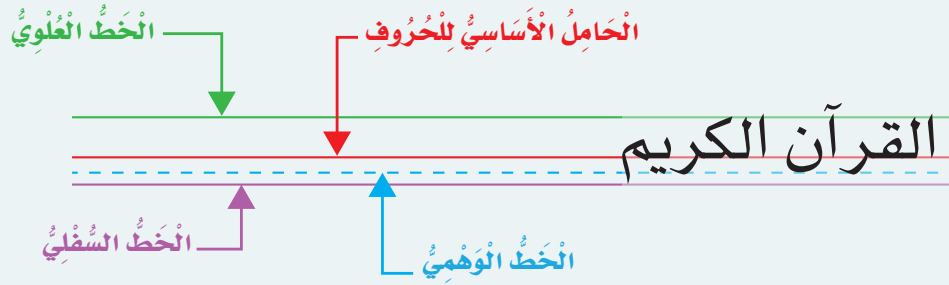 الْحَامِلُ الْأَسَاسِيُّ لِلْحُرُوفِ
الْخَطُّ الْعُلْوِيُّ
القرآن الكريم
الْخَطُّ السُّفْلِيُّ
الْخَطُّ الْوَهْمِيُّ